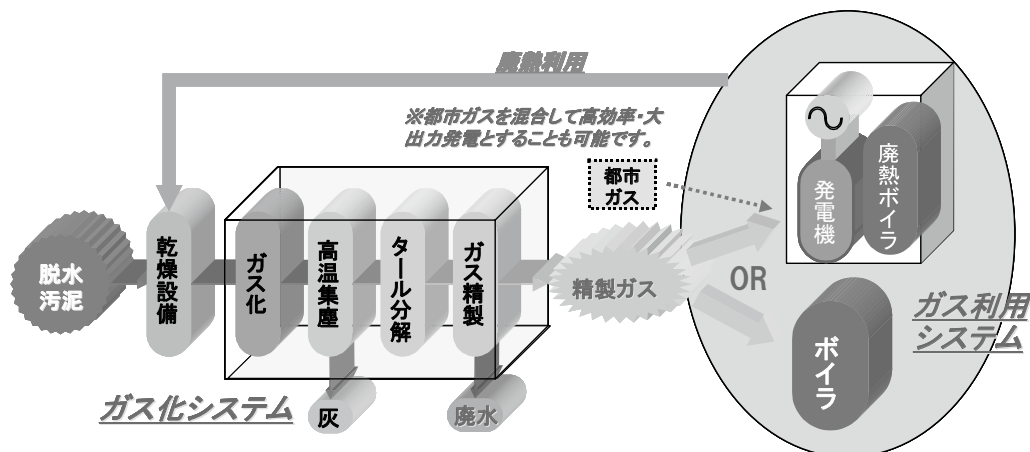 廃熱利用
※都市ガスを混合して高効率・大
出力発電とすることも可能です。
都市
ガス
脱水
汚泥
乾燥設備
ガス化
高温集塵
タール分解
ガス精製
精製ガス
OR
発電機
廃熱ボイラ
ボイラ
ガス利用
システム
ガス化システム
灰
廃水